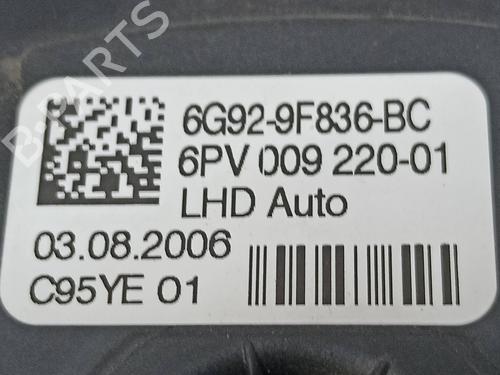 B-PARTS
6G92-9F836-BC
6PV 009 220-01
LHD Auto
03.08.2006
C95YE 01